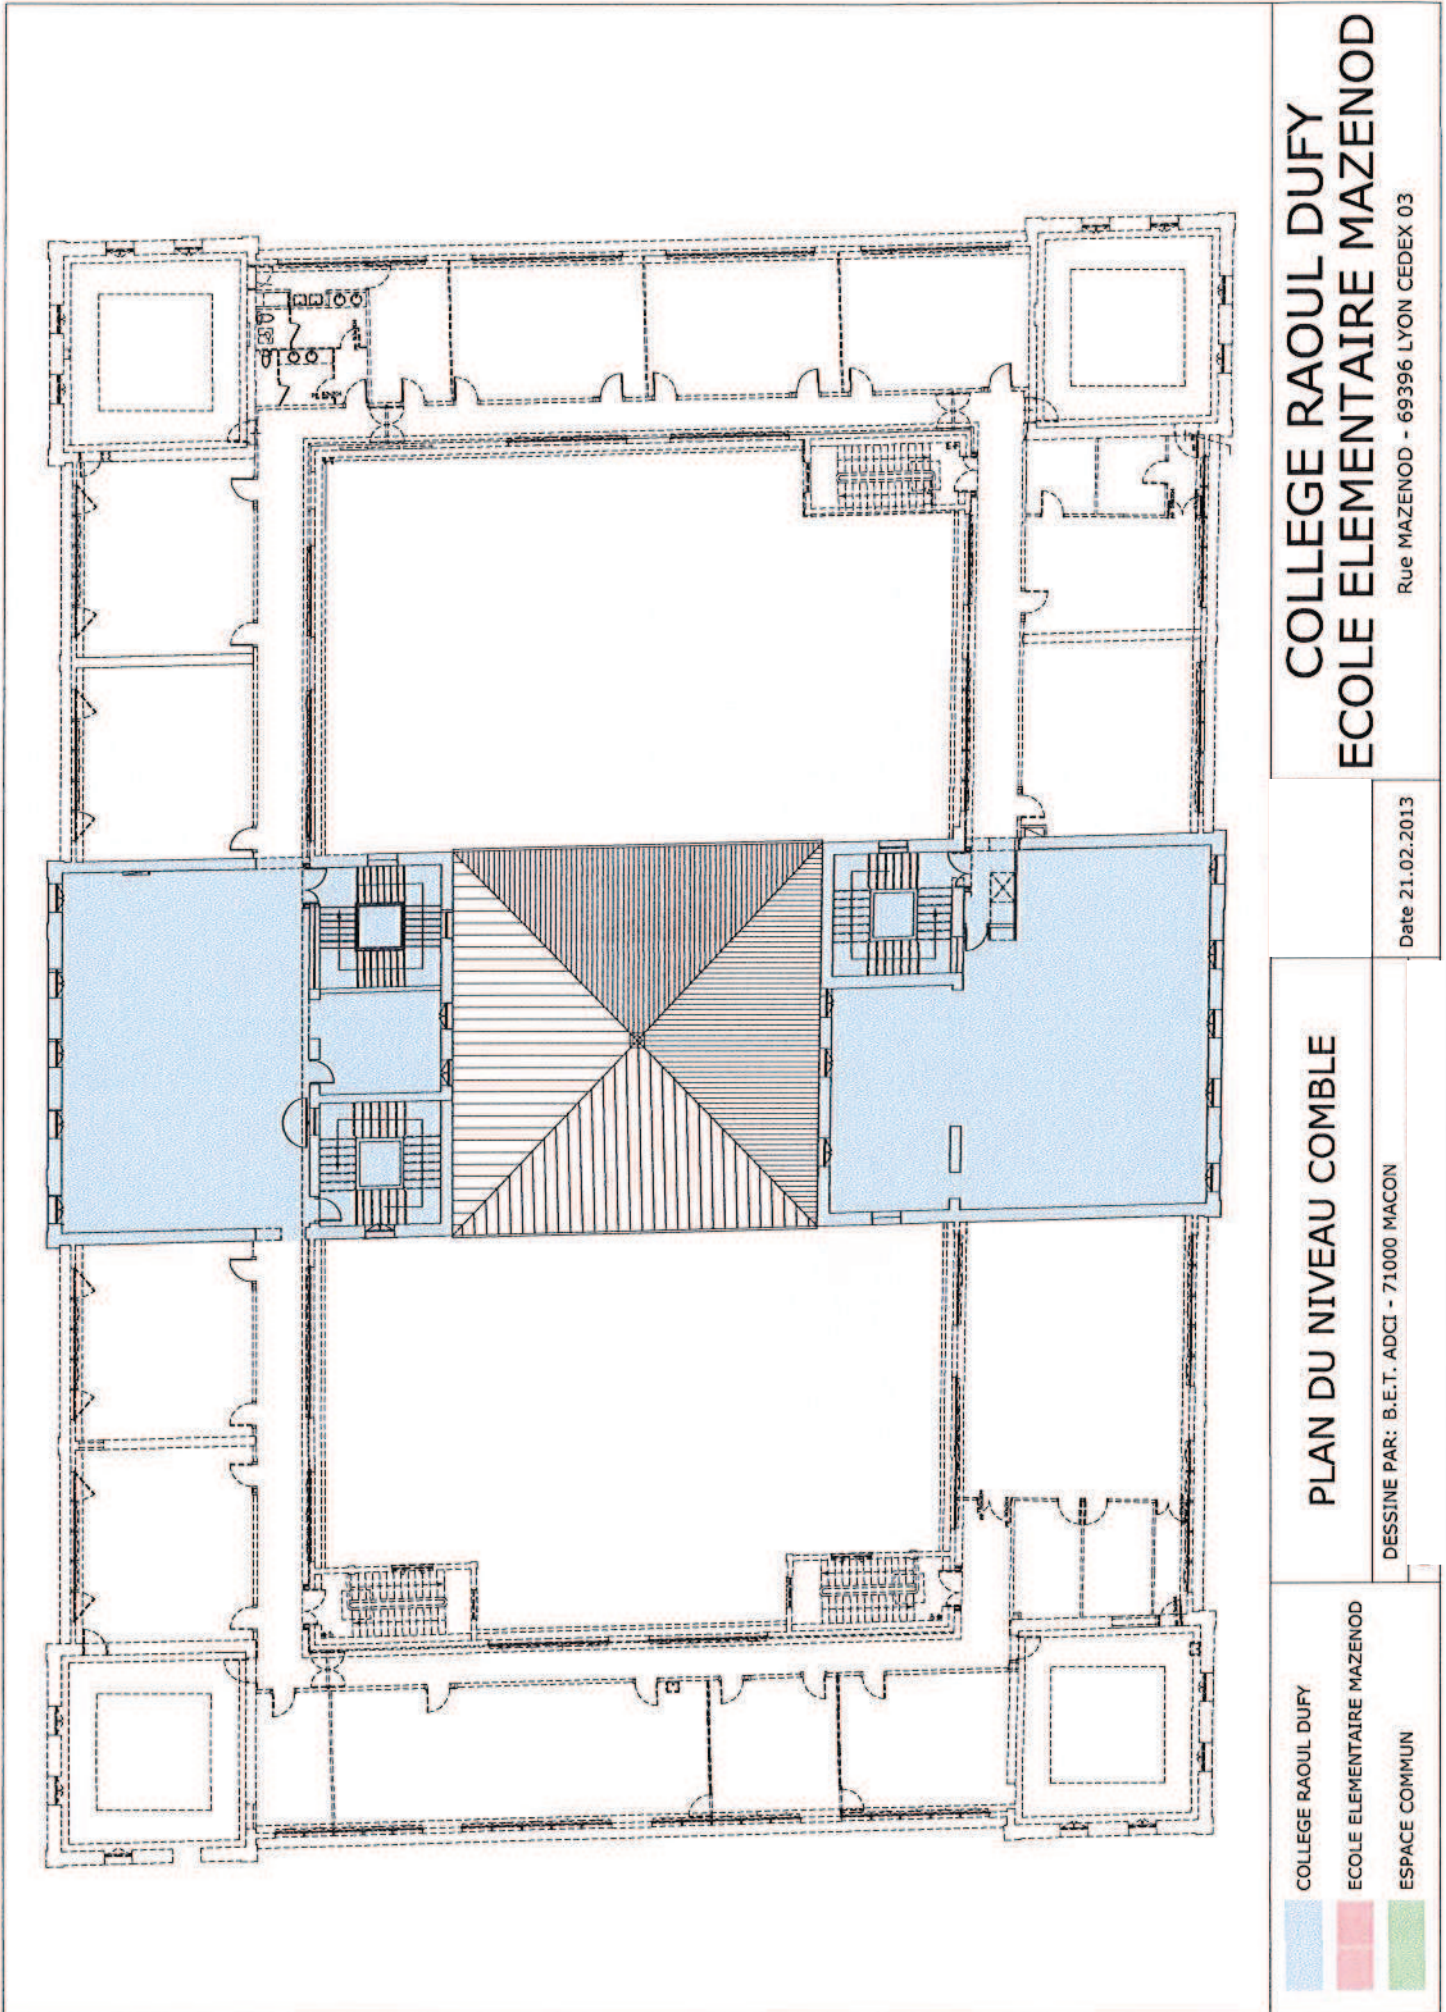 COLLEGE RAOUL DUFY
ECOLE ELEMENTAIRE MAZENOD
ESPACE COMMUN
PLAN DU NIVEAU COMBLE
DESSINE PAR: B.E.T. ADCI - 71000 MACON
Date 21.02.2013
COLLEGE RAOUL DUFY
ECOLE ELEMENTAIRE MAZENOD
Rue MAZENOD - 69396 LYON CEDEX 03